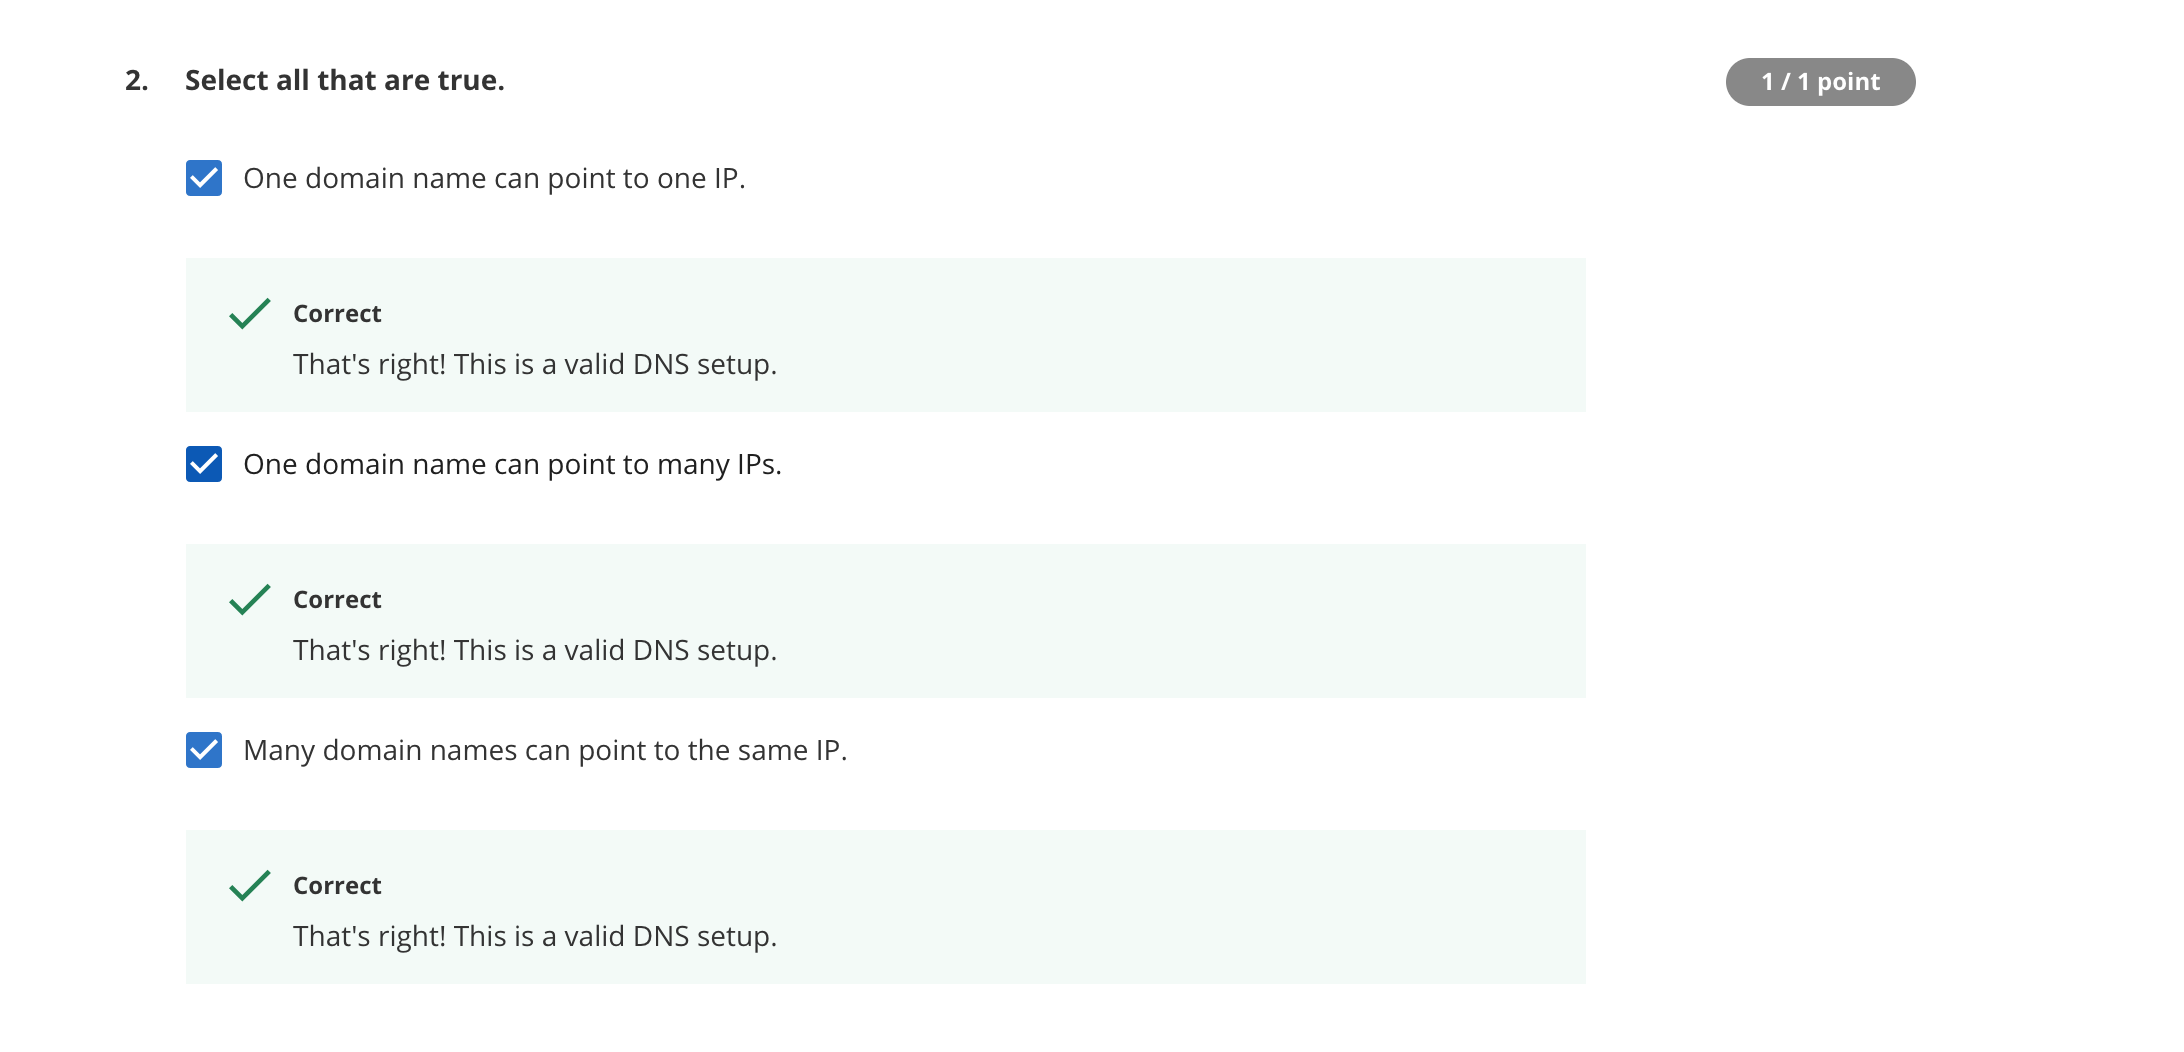 2. Select all that are true.
1 / 1 point
One domain name can point to one IP.
Correct
That's right! This is a valid DNS setup.
One domain name can point to many IPs.
Correct
That's right! This is a valid DNS setup.
Many domain names can point to the same IP.
Correct
That's right! This is a valid DNS setup.